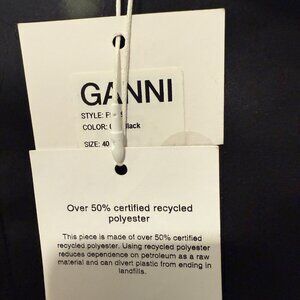 GANNI
STYLE:
COLOR: Black
SIZE: 40
Over 50% certified recycled
polyester
This piece is made of over 50% certified
recycled polyester. Using recycled polyester
reduces dependence on petroleum as a raw
material and can divert plastic from ending in
landfills.